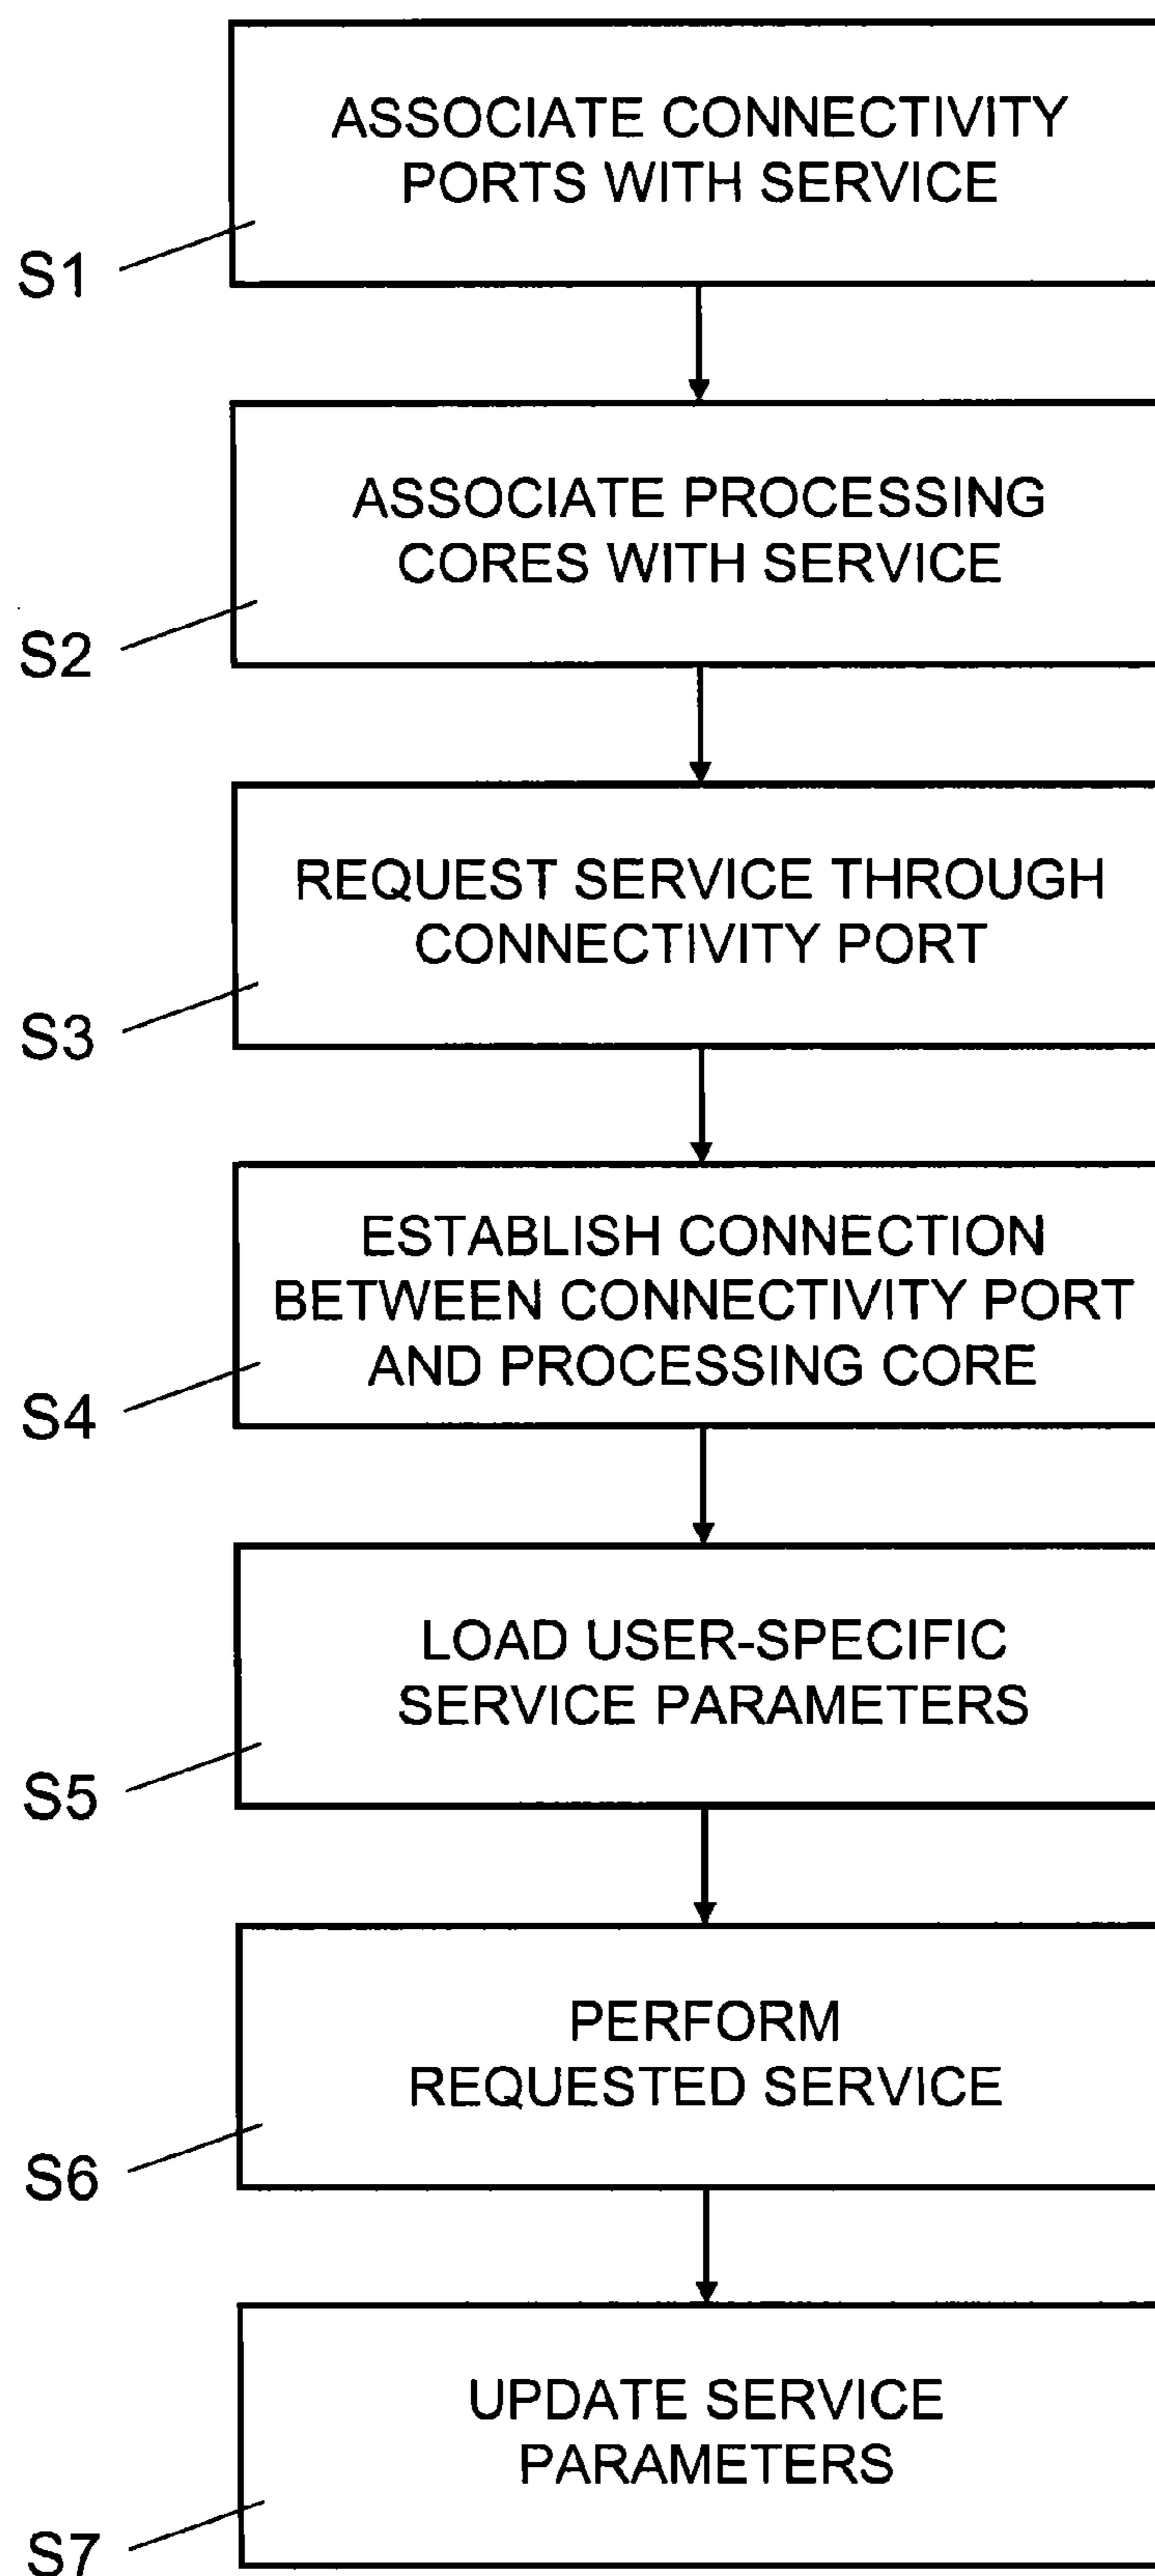 ASSOCIATE CONNECTIVITY
PORTS WITH SERVICE
S1
ASSOCIATE PROCESSING
CORES WITH SERVICE
S2
REQUEST SERVICE THROUGH
CONNECTIVITY PORT
S3
ESTABLISH CONNECTION
BETWEEN CONNECTIVITY PORT
AND PROCESSING CORE
S4
LOAD USER-SPECIFIC
SERVICE PARAMETERS
S5
PERFORM
REQUESTED SERVICE
S6
UPDATE SERVICE
PARAMETERS
S7